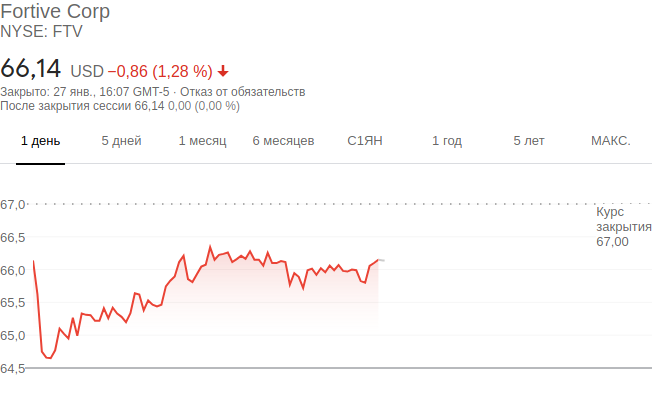 Fortive Corp
NYSE: FTV
66,14 USD −0,86 (1,28 %)
Закрыто: 27 янв., 16:07 GMT-5 · Отказ от обязательств
После закрытия сессии 66,14 0,00 (0,00 %)
1 день 5 дней 1 месяц 6 месяцев С1ЯН 1 год 5 лет МАКС.
67,0
Курс
закрытия
67,00
66,5
66,0
65,5
65,0
64,5